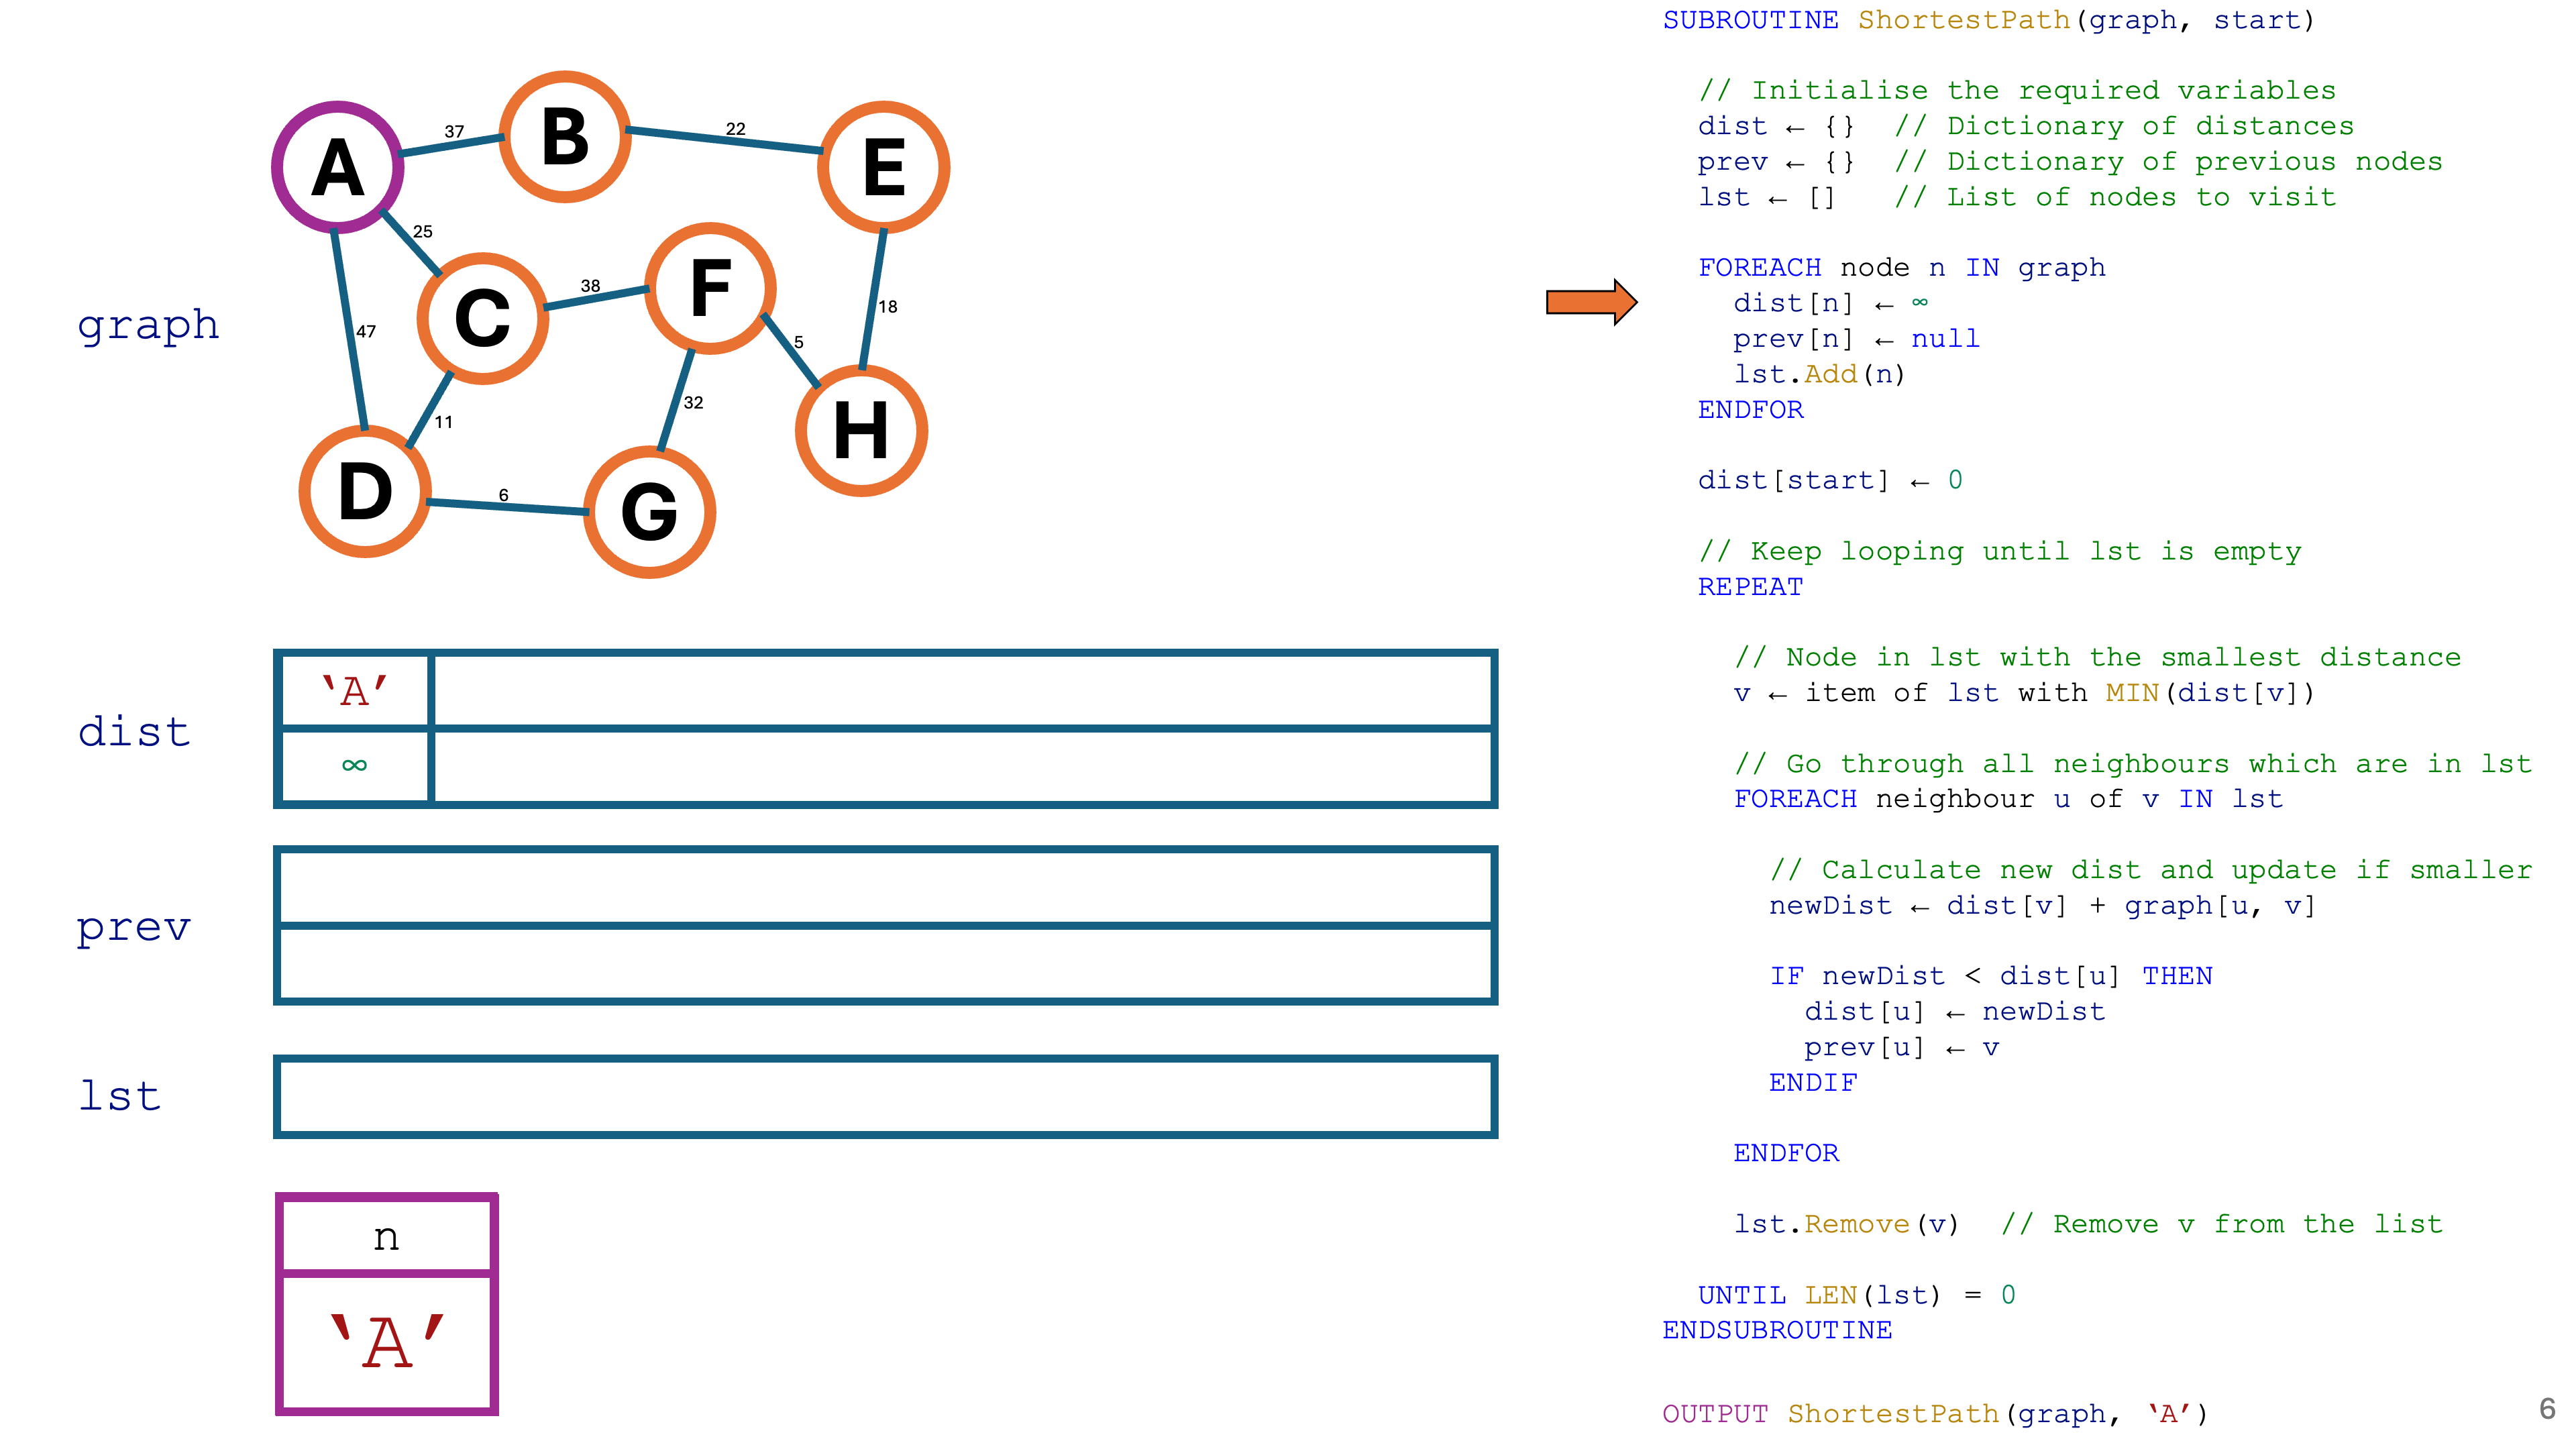 A
B
E
C
F
H
D
G
37
22
25
38
18
47
5
11
32
6
graph
dist
‘A’
∞
prev
lst
n
‘A’
SUBROUTINE ShortestPath(graph, start)
// Initialise the required variables
dist ← {} // Dictionary of distances
prev ← {} // Dictionary of previous nodes
lst ← [] // List of nodes to visit
FOREACH node n IN graph
dist[n] ← ∞
prev[n] ← null
lst.Add(n)
ENDFOR
dist[start] ← 0
// Keep looping until lst is empty
REPEAT
// Node in lst with the smallest distance
v ← item of lst with MIN(dist[v])
// Go through all neighbours which are in lst
FOREACH neighbour u of v IN lst
// Calculate new dist and update if smaller
newDist ← dist[v] + graph[u, v]
IF newDist < dist[u] THEN
dist[u] ← newDist
prev[u] ← v
ENDIF
ENDFOR
lst.Remove(v) // Remove v from the list
UNTIL LEN(lst) = 0
ENDSUBROUTINE
OUTPUT ShortestPath(graph, ‘A’)
6